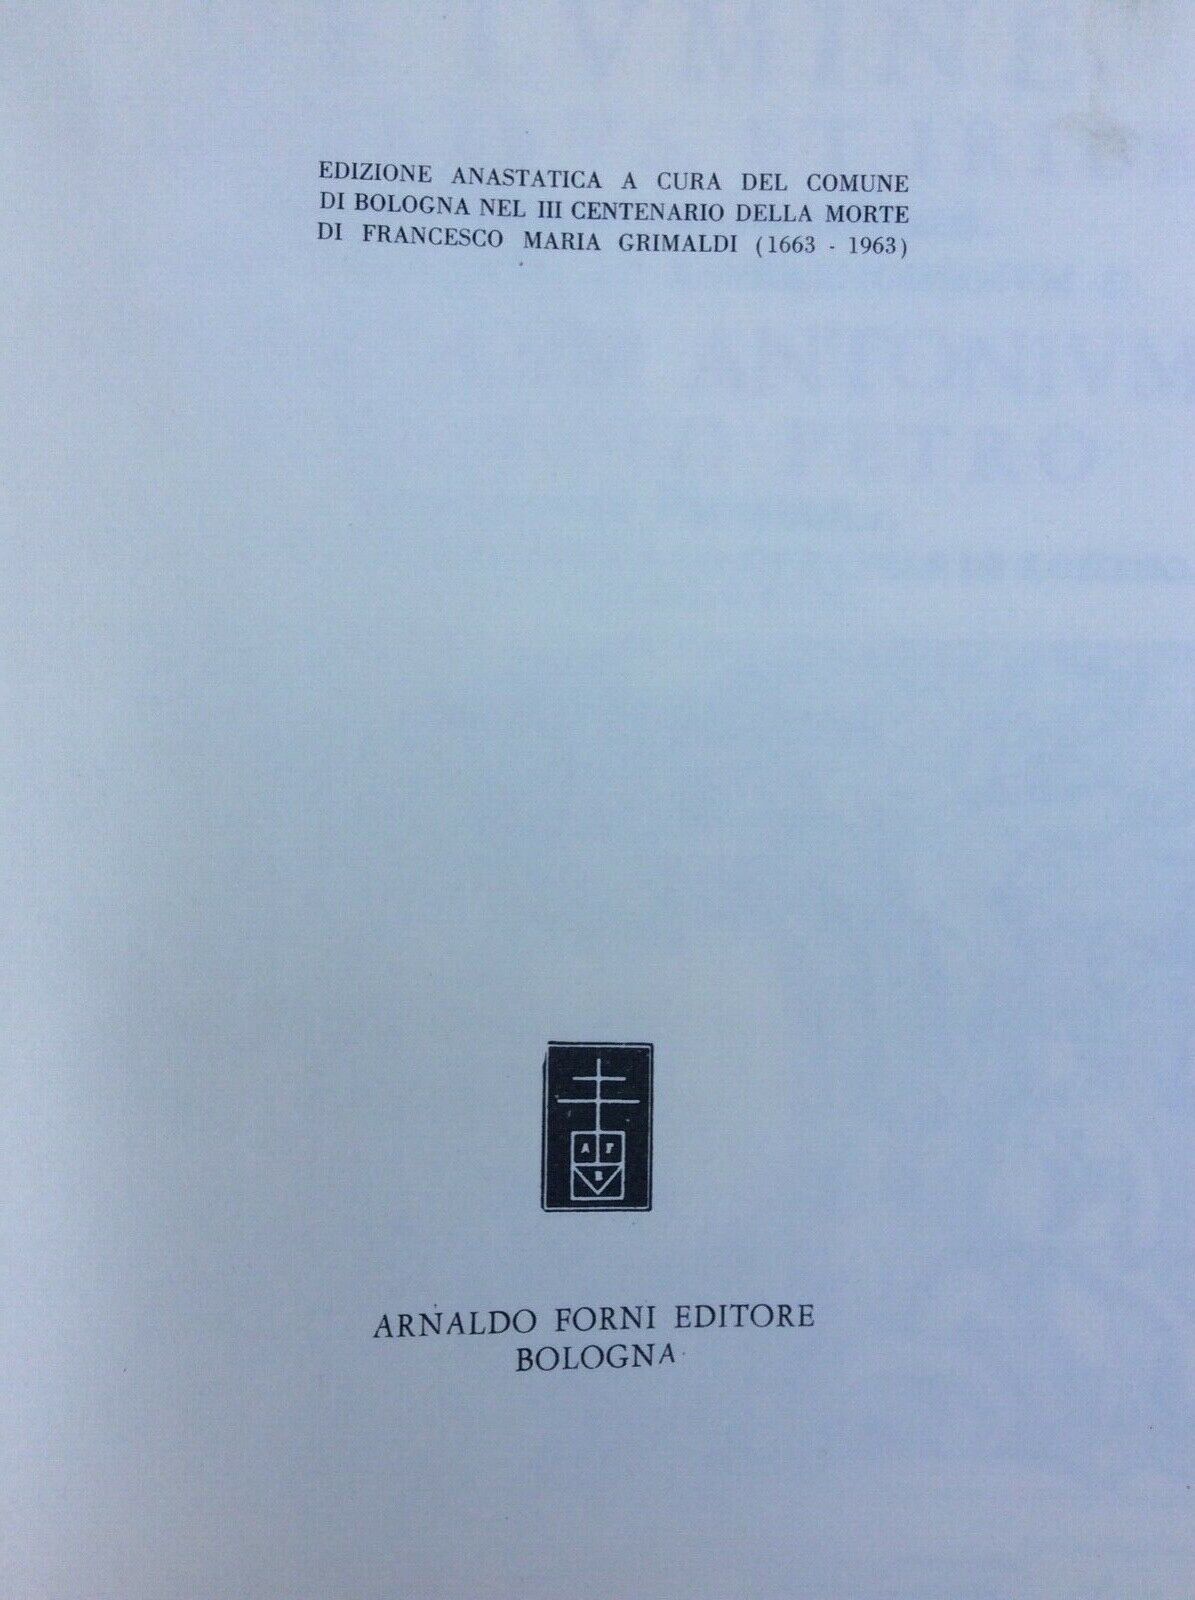 EDIZIONE ANASTATICA A CURA DEL COMUNE
DI BOLOGNA NEL III CENTENARIO DELLA MORTE
DI FRANCESCO MARIA GRIMALDI (1663 - 1963)
A F
B
ARNALDO FORNI EDITORE
BOLOGNA